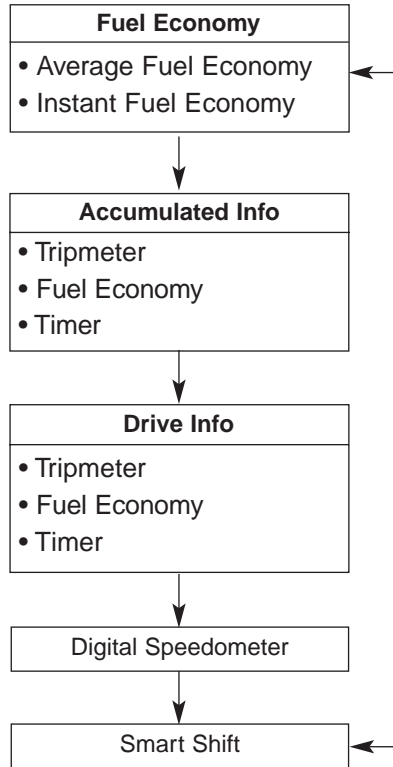 Fuel Economy
• Average Fuel Economy
• Instant Fuel Economy
Accumulated Info
• Tripmeter
• Fuel Economy
• Timer
Drive Info
• Tripmeter
• Fuel Economy
• Timer
Digital Speedometer
Smart Shift